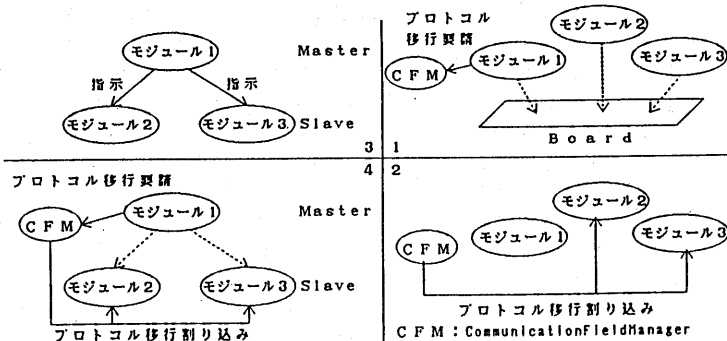 モジュール1
Master
指示
指示
モジュール2
モジュール3
Slave
3
プロトコル
移行要請
CFM
モジュール1
モジュール2
モジュール3
Board
1
4
プロトコル移行要請
CFM
モジュール1
Master
モジュール2
モジュール3
Slave
プロトコル移行割り込み
2
CFM
モジュール1
モジュール2
モジュール3
プロトコル移行割り込み
CFM:CommunicationFieldManager